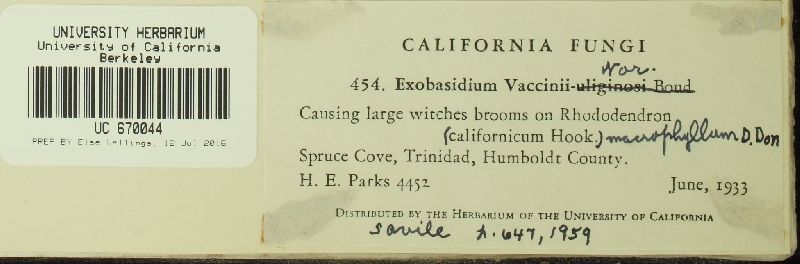 UNIVERSITY HERBARIUM
University of California
Berkeley
UC 670044
PREP BY Else Vellinga, 12 Jul 2016
CALIFORNIA FUNGI
Wor.
454. Exobasidium Vaccinii-uliginosi Boud
Causing large witches brooms on Rhododendron
(californicum Hook.) macrophyllum D. Don
Spruce Cove, Trinidad, Humboldt County.
H. E. Parks 4452 June, 1933
DISTRIBUTED BY THE HERBARIUM OF THE UNIVERSITY OF CALIFORNIA
Savile p. 647, 1959